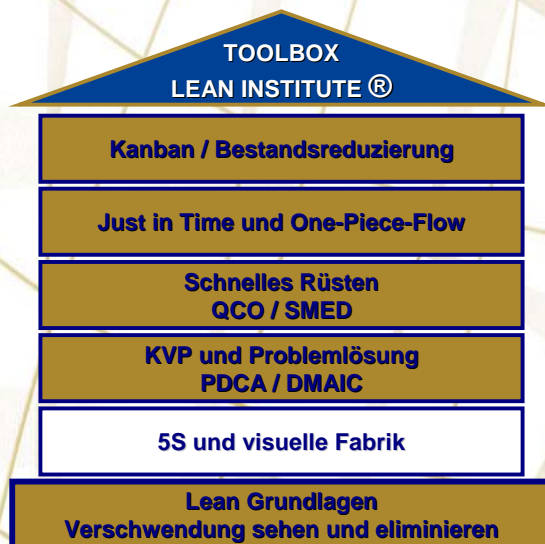 TOOLBOX
LEAN INSTITUTE ®
Kanban / Bestandsreduzierung
Just in Time und One-Piece-Flow
Schnelles Rüsten
QCO / SMED
KVP und Problemlösung
PDCA / DMAIC
5S und visuelle Fabrik
Lean Grundlagen
Verschwendung sehen und eliminieren